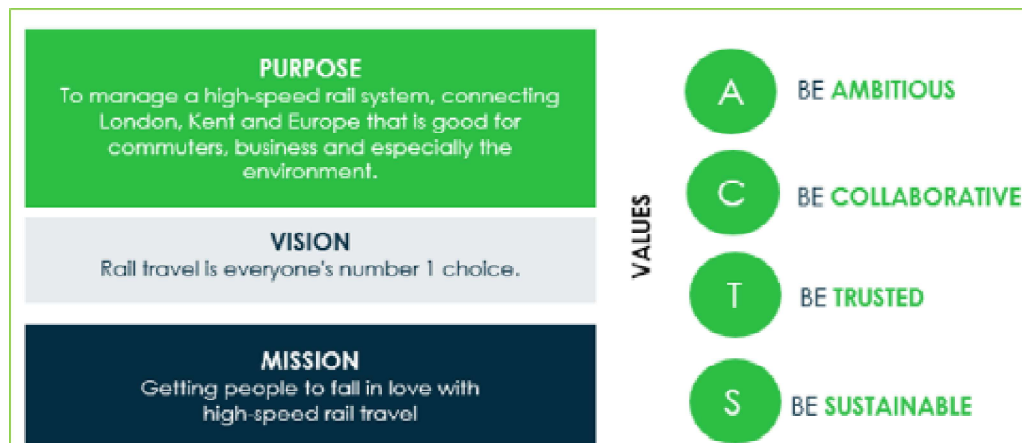 PURPOSE
To manage a high-speed rail system, connecting
London, Kent and Europe that is good for
commuters, business and especially the
environment.
VISION
Rail travel is everyone's number 1 choice.
MISSION
Getting people to fall in love with
high-speed rail travel
VALUES
A BE AMBITIOUS
C BE COLLABORATIVE
T BE TRUSTED
S BE SUSTAINABLE